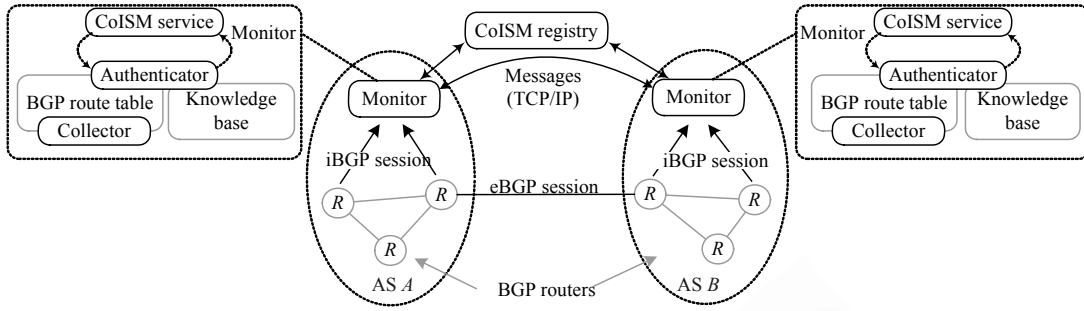 CoISM service
Monitor
Authenticator
BGP route table
Knowledge
base
Collector
CoISM registry
Messages
(TCP/IP)
Monitor
Monitor
iBGP session
iBGP session
eBGP session
R
R
R
R
R
R
AS A
BGP routers
AS B
CoISM service
Monitor
Authenticator
BGP route table
Knowledge
base
Collector